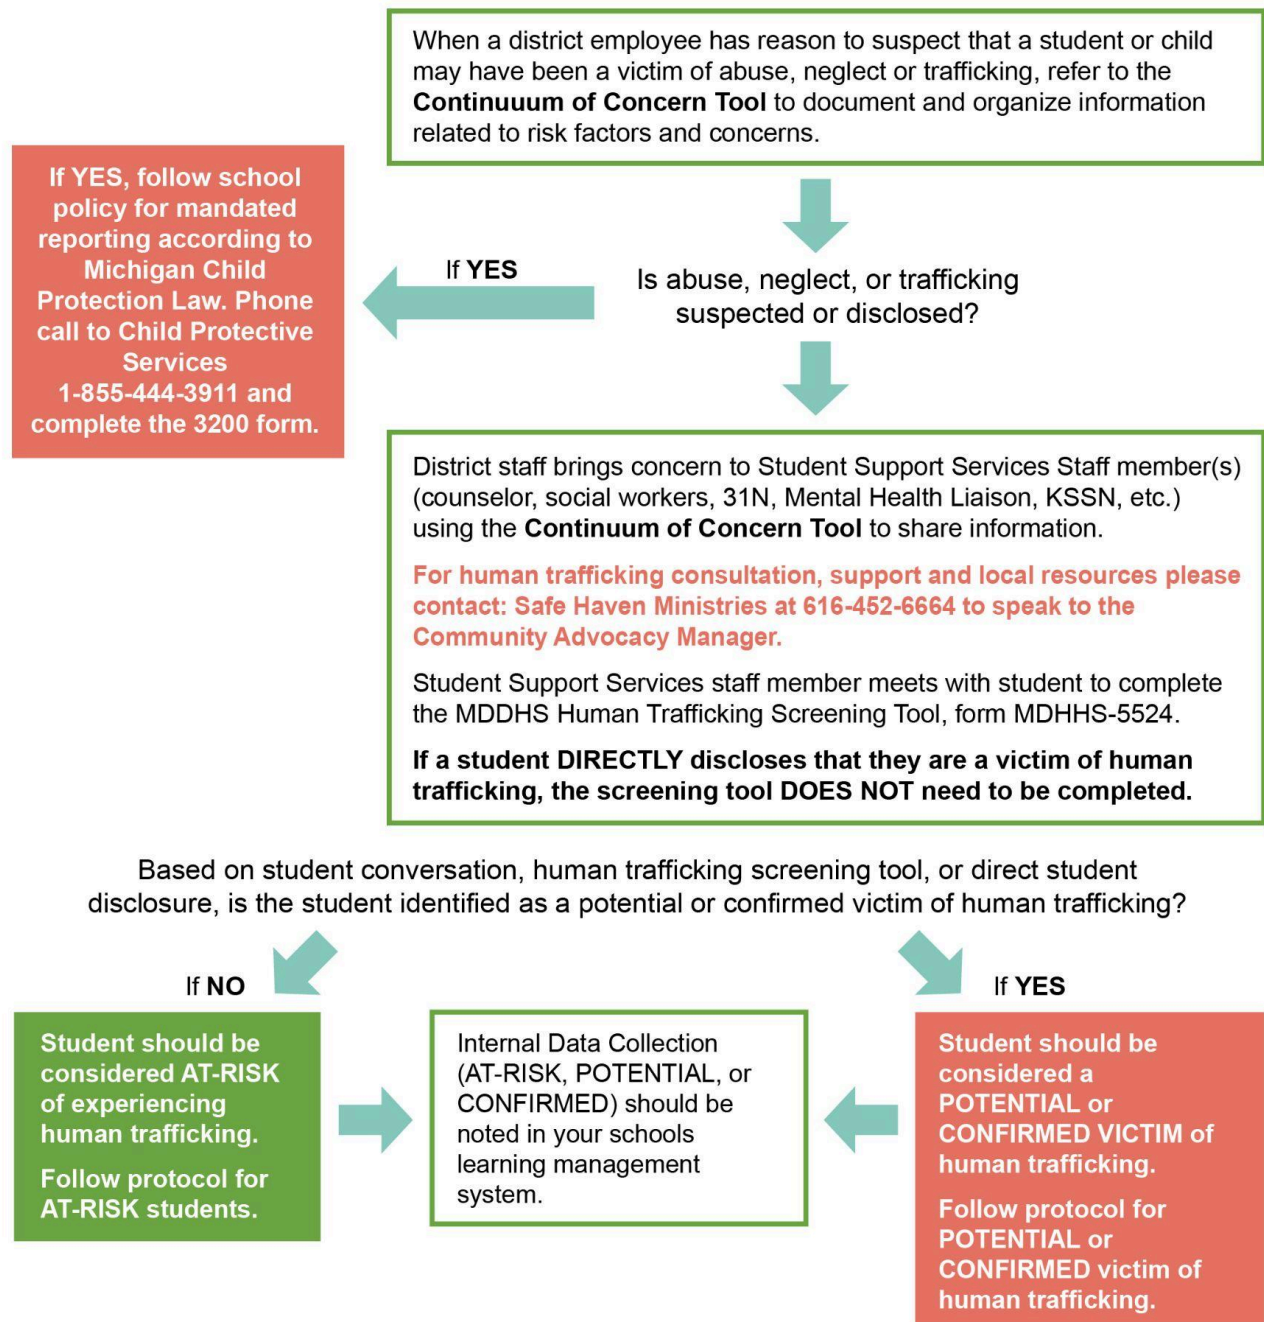 When a district employee has reason to suspect that a student or child
may have been a victim of abuse, neglect or trafficking, refer to the
Continuuum of Concern Tool to document and organize information
related to risk factors and concerns.
If YES, follow school
policy for mandated
reporting according to
Michigan Child
Protection Law. Phone
call to Child Protective
Services
1-855-444-3911 and
complete the 3200 form.
If YES
Is abuse, neglect, or trafficking
suspected or disclosed?
District staff brings concern to Student Support Services Staff member(s)
(counselor, social workers, 31N, Mental Health Liaison, KSSN, etc.)
using the Continuum of Concern Tool to share information.
For human trafficking consultation, support and local resources please
contact: Safe Haven Ministries at 616-452-6664 to speak to the
Community Advocacy Manager.
Student Support Services staff member meets with student to complete
the MDDHS Human Trafficking Screening Tool, form MDHHS-5524.
If a student DIRECTLY discloses that they are a victim of human
trafficking, the screening tool DOES NOT need to be completed.
Based on student conversation, human trafficking screening tool, or direct student
disclosure, is the student identified as a potential or confirmed victim of human trafficking?
If NO
Student should be
considered AT-RISK
of experiencing
human trafficking.
Follow protocol for
AT-RISK students.
Internal Data Collection
(AT-RISK, POTENTIAL, or
CONFIRMED) should be
noted in your schools
learning management
system.
If YES
Student should be
considered a
POTENTIAL or
CONFIRMED VICTIM of
human trafficking.
Follow protocol for
POTENTIAL or
CONFIRMED victim of
human trafficking.